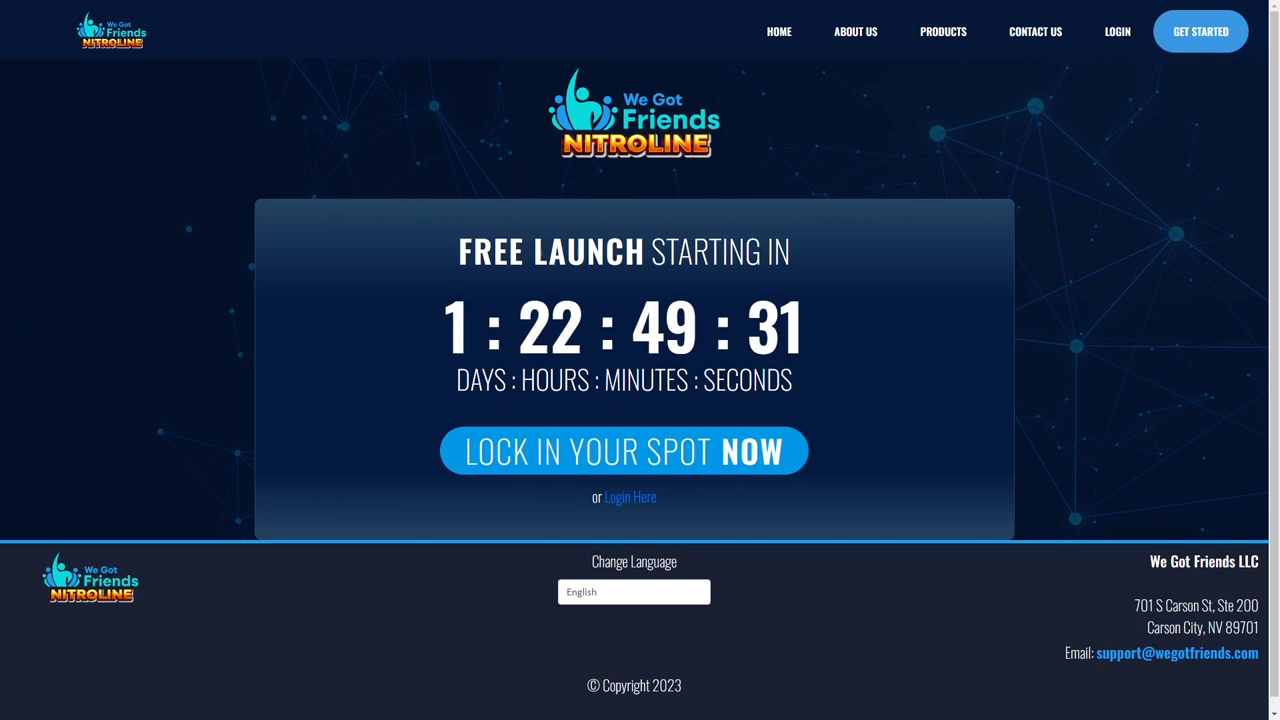 We Got
Friends
NITROLINE
HOME
ABOUT US
PRODUCTS
CONTACT US
LOGIN
GET STARTED
We Got
Friends
NITROLINE
FREE LAUNCH STARTING IN
1 : 22 : 49 : 31
DAYS : HOURS : MINUTES : SECONDS
LOCK IN YOUR SPOT NOW
or Login Here
We Got
Friends
NITROLINE
Change Language
English
We Got Friends LLC
701 S Carson St, Ste 200
Carson City, NV 89701
Email: support@wegotfriends.com
© Copyright 2023